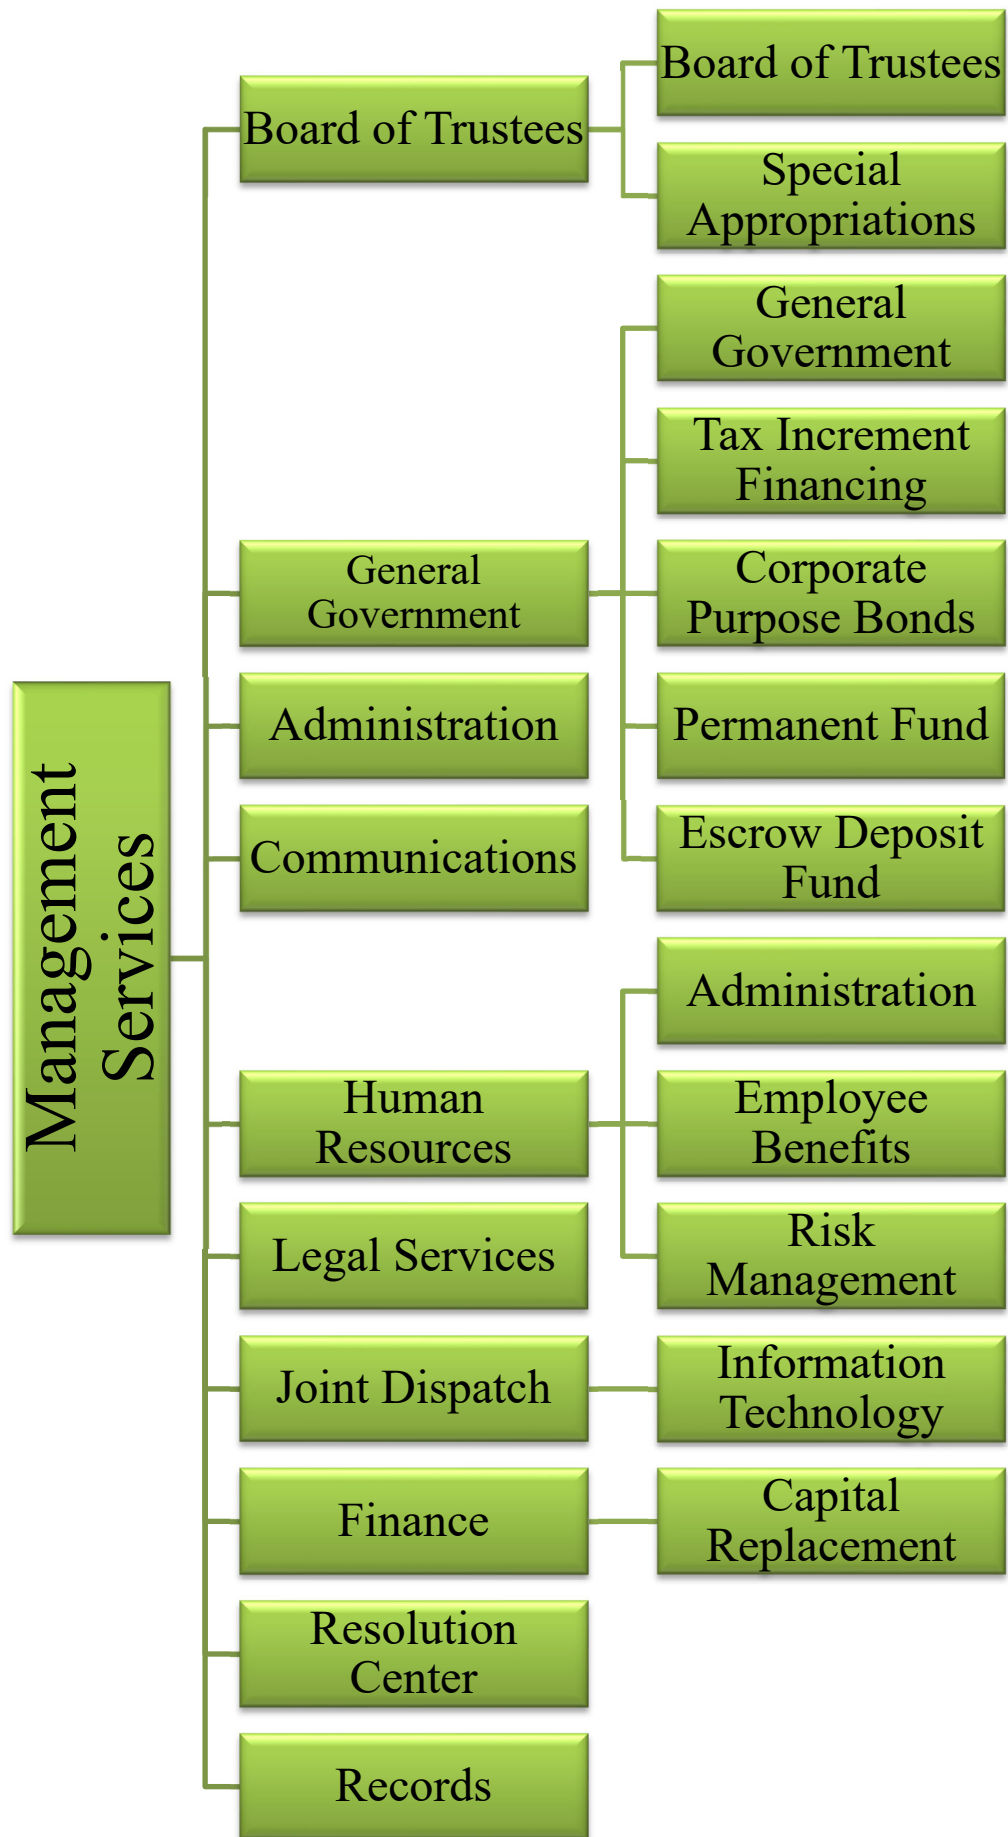 Management
Services
Board of Trustees
Board of Trustees
Special
Appropriations
General
Government
General
Government
Tax Increment
Financing
Corporate
Purpose Bonds
Permanent Fund
Escrow Deposit
Fund
Administration
Communications
Human
Resources
Administration
Employee
Benefits
Risk
Management
Legal Services
Joint Dispatch
Information
Technology
Finance
Capital
Replacement
Resolution
Center
Records